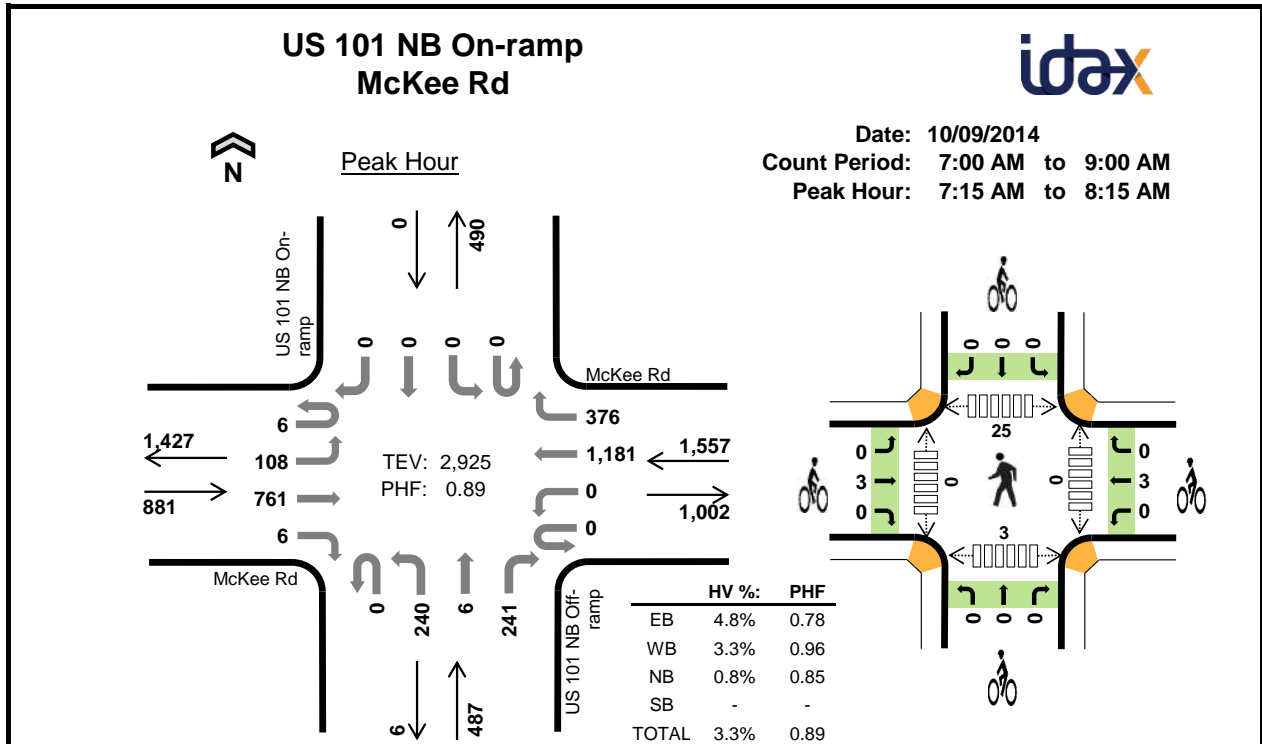 US 101 NB On-ramp
McKee Rd
idax
N
Peak Hour
Date: 10/09/2014
Count Period: 7:00 AM to 9:00 AM
Peak Hour: 7:15 AM to 8:15 AM
0
490
US 101 NB On-
ramp
0 0 0 0
McKee Rd
6
108
761
6
1,427
881
TEV: 2,925
PHF: 0.89
376
1,181
0
0
1,557
1,002
McKee Rd
0 240 6 241
US 101 NB Off-
ramp
6
487
HV %: PHF
EB 4.8% 0.78
WB 3.3% 0.96
NB 0.8% 0.85
SB - -
TOTAL 3.3% 0.89
0 0 0
25
0
3
0
0
0
0
3
0
3
0 0 0